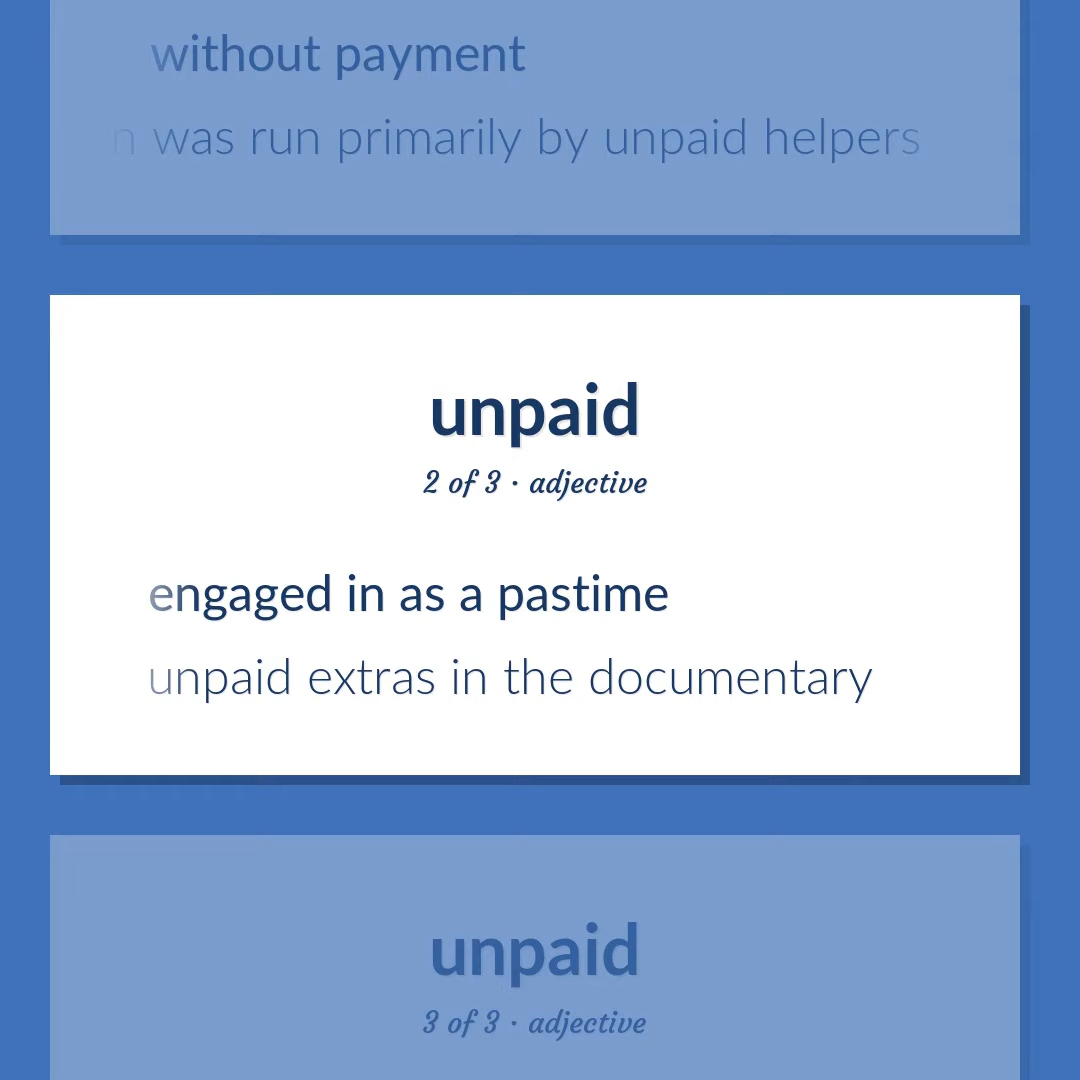 without payment
was run primarily by unpaid helpers
unpaid
2 of 3 · adjective
engaged in as a pastime
unpaid extras in the documentary
unpaid
3 of 3 · adjective